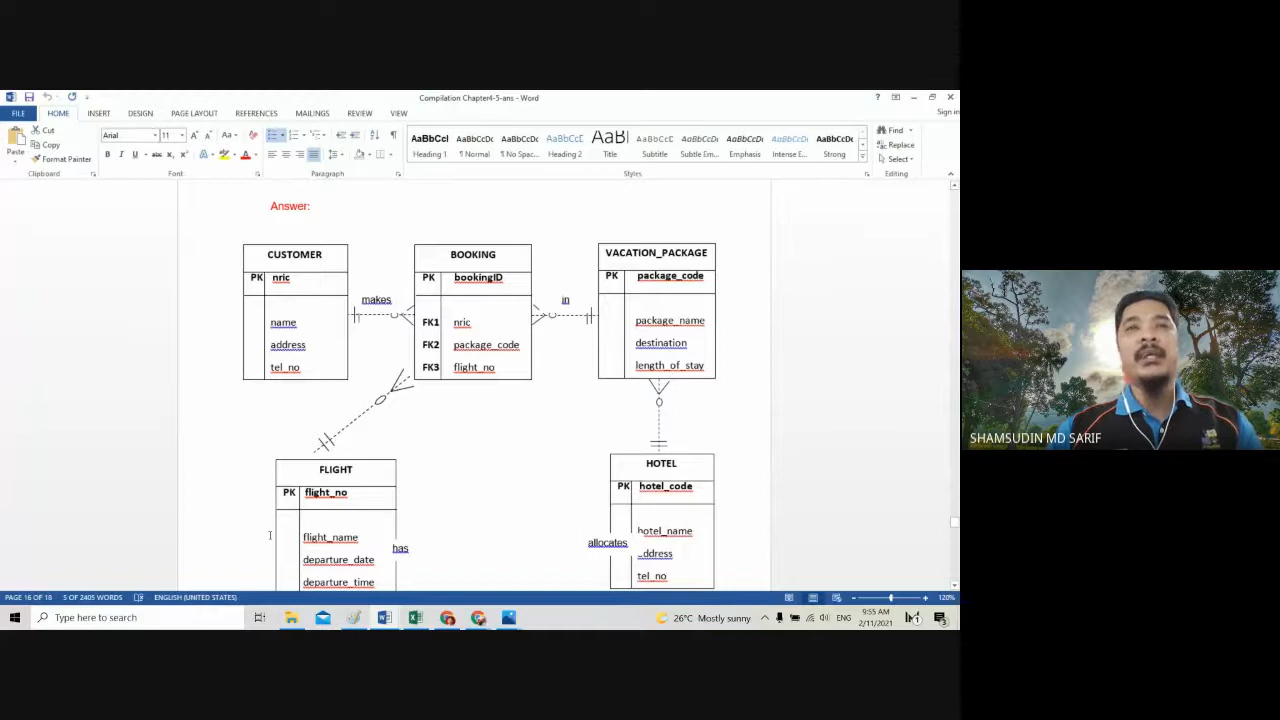 Compilation Chapter4-5-ans - Word
FILE HOME INSERT DESIGN PAGE LAYOUT REFERENCES MAILINGS REVIEW VIEW Sign in
Paste
Cut
Copy
Format Painter
Arial 11
AaBbCcI AaBbCcDc AaBbCcDc AaBbCcE AaBl AaBbCcDc AaBbCcDc AaBbCcDc AaBbCcDc AaBbCcDc
Heading 1 ¶ Normal ¶ No Spac... Heading 2 Title Subtitle Subtle Em... Emphasis Intense E... Strong
Find
Replace
Select
Clipboard Font Paragraph Styles Editing
Answer:
CUSTOMER
PK nric
name
address
tel_no
makes
BOOKING
PK bookingID
FK1 nric
FK2 package_code
FK3 flight_no
in
VACATION_PACKAGE
PK package_code
package_name
destination
length_of_stay
FLIGHT
PK flight_no
flight_name
departure_date
departure_time
has
HOTEL
PK hotel_code
hotel_name
address
tel_no
allocates
PAGE 16 OF 18 5 OF 2405 WORDS ENGLISH (UNITED STATES) 120%
Type here to search
26°C Mostly sunny
ENG
9:55 AM
2/11/2021
SHAMSUDIN MD SARIF